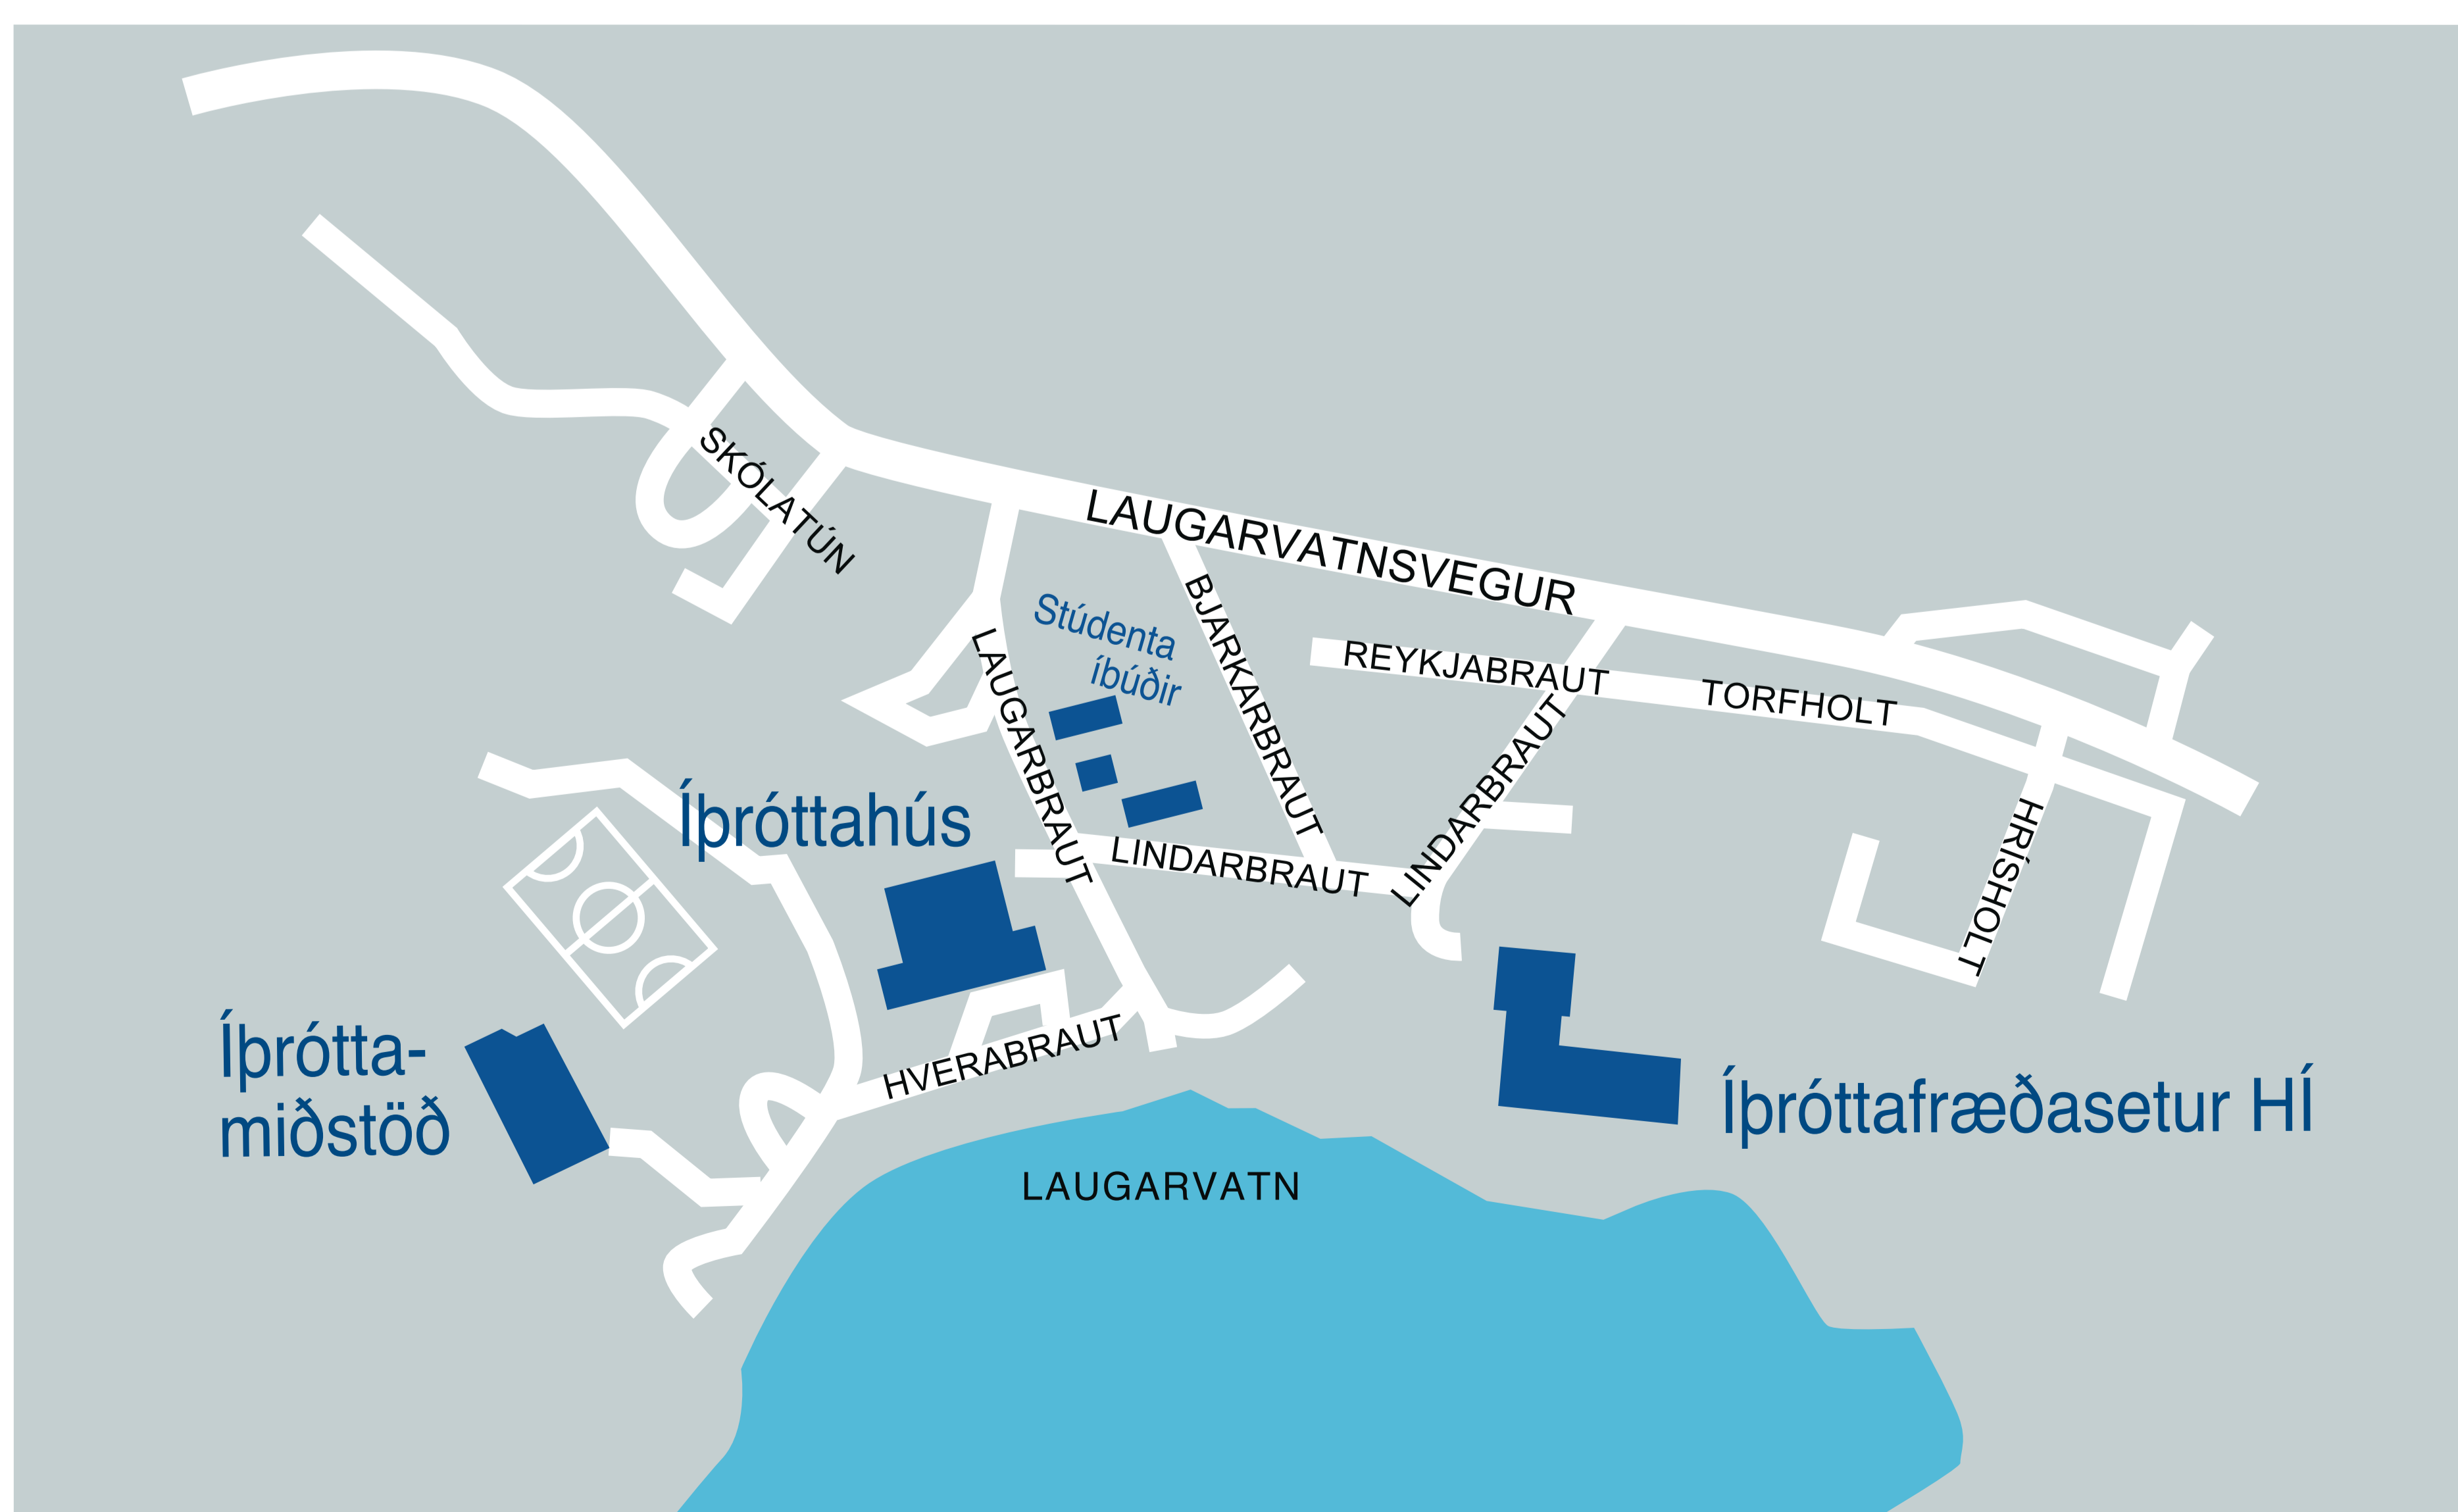 SKÓLATÚN
LAUGARVATNSVEGUR
Stúdenta
íbúðir
BJARKARBRAUT
LAUGARBRAUT
REYKJABRAUT
TORFHOLT
LINDARBRAUT
LINDARBRAUT
HRÍSHOLT
Íþróttahús
HVERABRAUT
Íþrótta-
miðstöð
Íþróttafræðasetur HÍ
LAUGARVATN